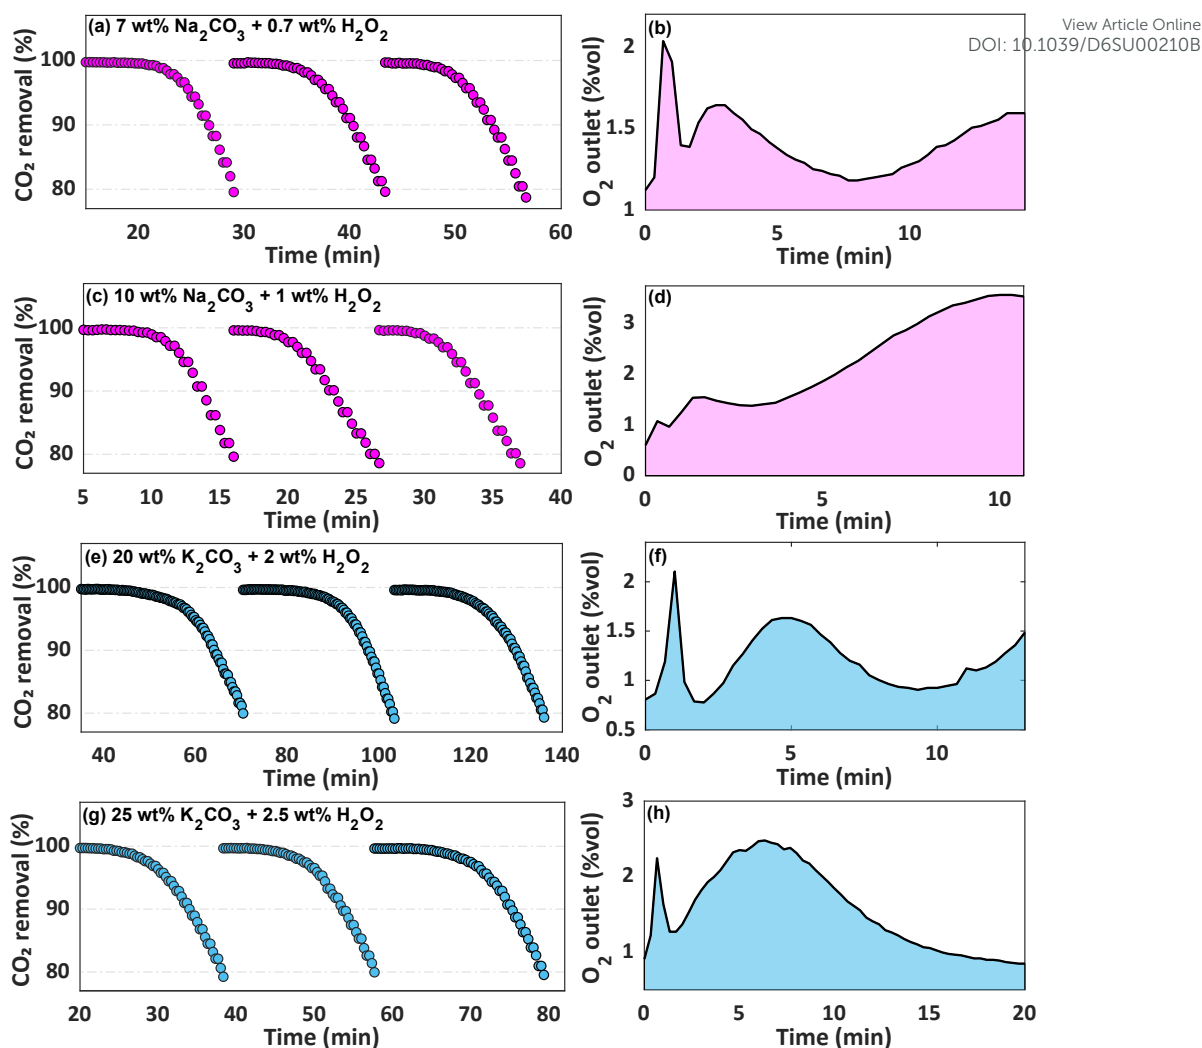 View Article Online
DOI: 10.1039/D6SU00210B
(a) 7 wt% Na₂CO₃ + 0.7 wt% H₂O₂
CO₂ removal (%)
100
90
80
20 30 40 50 60
Time (min)
(b)
O₂ outlet (%vol)
2
1.5
1
0 5 10
Time (min)
(c) 10 wt% Na₂CO₃ + 1 wt% H₂O₂
CO₂ removal (%)
100
90
80
5 10 15 20 25 30 35 40
Time (min)
(d)
O₂ outlet (%vol)
3
2
1
0
0 5 10
Time (min)
(e) 20 wt% K₂CO₃ + 2 wt% H₂O₂
CO₂ removal (%)
100
90
80
40 60 80 100 120 140
Time (min)
(f)
O₂ outlet (%vol)
2
1.5
1
0.5
0 5 10
Time (min)
(g) 25 wt% K₂CO₃ + 2.5 wt% H₂O₂
CO₂ removal (%)
100
90
80
20 30 40 50 60 70 80
Time (min)
(h)
O₂ outlet (%vol)
3
2
1
0 5 10 15 20
Time (min)